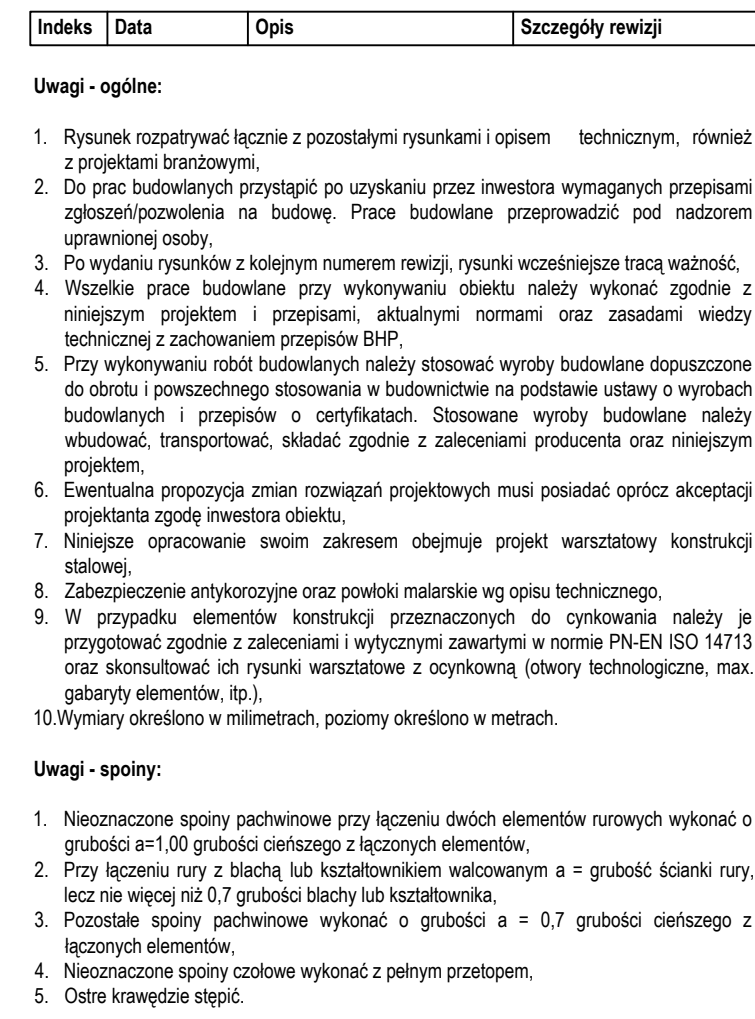 Indeks Data Opis Szczegóły rewizji
Uwagi - ogólne:
1. Rysunek rozpatrywać łącznie z pozostałymi rysunkami i opisem technicznym, również
z projektami branżowymi,
2. Do prac budowlanych przystąpić po uzyskaniu przez inwestora wymaganych przepisami
zgłoszeń/pozwolenia na budowę. Prace budowlane przeprowadzić pod nadzorem
uprawnionej osoby,
3. Po wydaniu rysunków z kolejnym numerem rewizji, rysunki wcześniejsze tracą ważność,
4. Wszelkie prace budowlane przy wykonywaniu obiektu należy wykonać zgodnie z
niniejszym projektem i przepisami, aktualnymi normami oraz zasadami wiedzy
technicznej z zachowaniem przepisów BHP,
5. Przy wykonywaniu robót budowlanych należy stosować wyroby budowlane dopuszczone
do obrotu i powszechnego stosowania w budownictwie na podstawie ustawy o wyrobach
budowlanych i przepisów o certyfikatach. Stosowane wyroby budowlane należy
wbudować, transportować, składać zgodnie z zaleceniami producenta oraz niniejszym
projektem,
6. Ewentualna propozycja zmian rozwiązań projektowych musi posiadać oprócz akceptacji
projektanta zgodę inwestora obiektu,
7. Niniejsze opracowanie swoim zakresem obejmuje projekt warsztatowy konstrukcji
stalowej,
8. Zabezpieczenie antykorozyjne oraz powłoki malarskie wg opisu technicznego,
9. W przypadku elementów konstrukcji przeznaczonych do cynkowania należy je
przygotować zgodnie z zaleceniami i wytycznymi zawartymi w normie PN-EN ISO 14713
oraz skonsultować ich rysunki warsztatowe z ocynkowną (otwory technologiczne, max.
gabaryty elementów, itp.),
10.Wymiary określono w milimetrach, poziomy określono w metrach.
Uwagi - spoiny:
1. Nieoznaczone spoiny pachwinowe przy łączeniu dwóch elementów rurowych wykonać o
grubości a=1,00 grubości cieńszego z łączonych elementów,
2. Przy łączeniu rury z blachą lub kształtownikiem walcowanym a = grubość ścianki rury,
lecz nie więcej niż 0,7 grubości blachy lub kształtownika,
3. Pozostałe spoiny pachwinowe wykonać o grubości a = 0,7 grubości cieńszego z
łączonych elementów,
4. Nieoznaczone spoiny czołowe wykonać z pełnym przetopem,
5. Ostre krawędzie stępić.